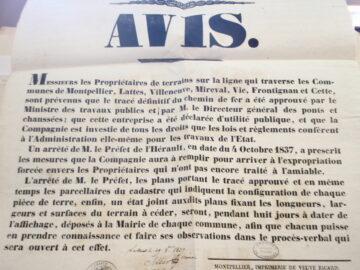 AVIS.
Messieurs les Propriétaires de terrains sur la ligne qui traverse les Com-
munes de Montpellier, Lattes, Villeneuve, Mireval, Vic, Frontignan et Cette,
sont prévenus que le tracé définitif du chemin de fer a été approuvé par le
Ministre des travaux publics et par M. le Directeur général des ponts et
chaussées; que cette entreprise a été déclarée d'utilité publique, et que la
Compagnie est investie de tous les droits que les lois et règlements confèrent
à l'Administration elle-même pour les travaux de l'Etat.
Un arrêté de M. le Préfet de l'Hérault, en date du 4 Octobre 1837, a prescrit
les mesures que la Compagnie aura à remplir pour arriver à l'expropriation
forcée envers les Propriétaires qui n'ont pas encore traité à l'amiable.
L'arrêté de M. le Préfet, les plans portant le tracé approuvé et en même
temps les parcellaires du cadastre qui indiquent la configuration de chaque
pièce de terre, enfin, un état joint auxdits plans fixant les longueurs, lar-
geurs et surfaces du terrain à céder, seront, pendant huit jours à dater de
l'affichage, déposés à la Mairie de chaque commune, afin que chacun puisse
en prendre connaissance et faire ses observations dans le procès-verbal qui
sera ouvert à cet effet.
MONTPELLIER, IMPRIMERIE DE VEUVE RICARD